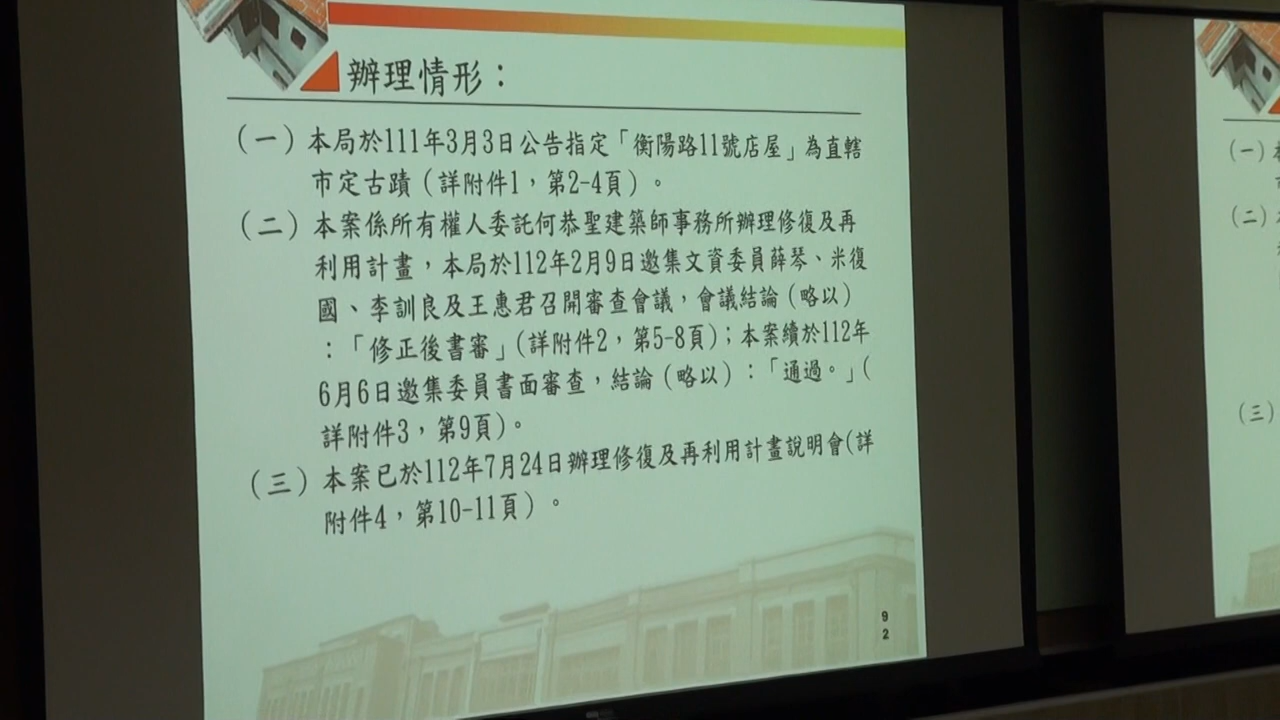 辦理情形：
（一）本局於111年3月3日公告指定「衡陽路11號店屋」為直轄
市定古蹟（詳附件1，第2-4頁）。
（二）本案係所有權人委託何恭聖建築師事務所辦理修復及再
利用計畫，本局於112年2月9日邀集文資委員薛琴、米復
國、李訓良及王惠君召開審查會議，會議結論（略以）
：「修正後書審」(詳附件2，第5-8頁)；本案續於112年
6月6日邀集委員書面審查，結論（略以）：「通過。」(
詳附件3，第9頁)。
（三）本案已於112年7月24日辦理修復及再利用計畫說明會(詳
附件4，第10-11頁）。
92
（一）
（二）
（三）